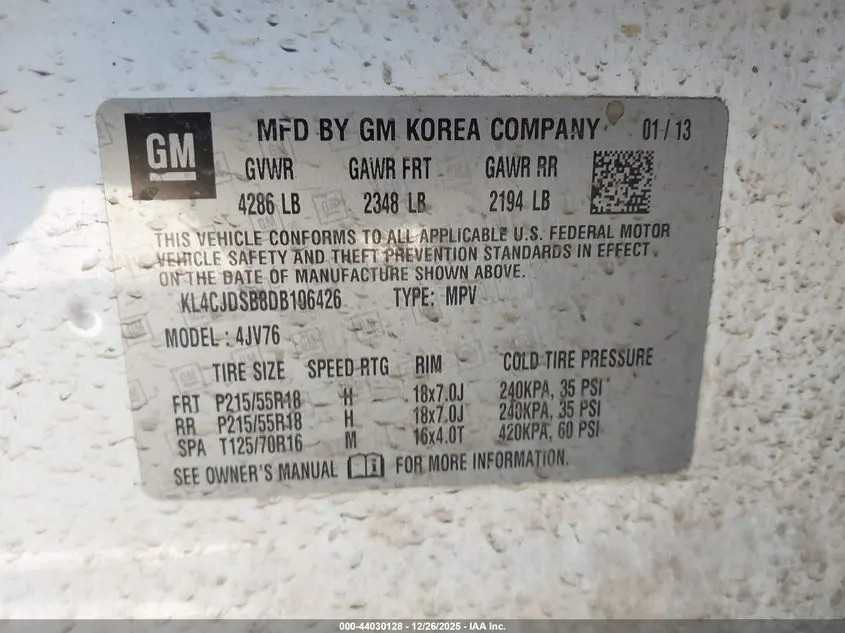 GM MFD BY GM KOREA COMPANY 01/13
GVWR GAWR FRT GAWR RR
4286 LB 2348 LB 2194 LB
THIS VEHICLE CONFORMS TO ALL APPLICABLE U.S. FEDERAL MOTOR
VEHICLE SAFETY AND THEFT PREVENTION STANDARDS IN EFFECT
ON THE DATE OF MANUFACTURE SHOWN ABOVE.
KL4CJDSB8DB106426 TYPE: MPV
MODEL: 4JV76
TIRE SIZE SPEED RTG RIM COLD TIRE PRESSURE
FRT P215/55R18 H 18x7.0J 240KPA, 35 PSI
RR P215/55R18 H 18x7.0J 240KPA, 35 PSI
SPA T125/70R16 M 16x4.0T 420KPA, 60 PSI
SEE OWNER'S MANUAL FOR MORE INFORMATION.
000-44030128 - 12/26/2025 - IAA Inc.